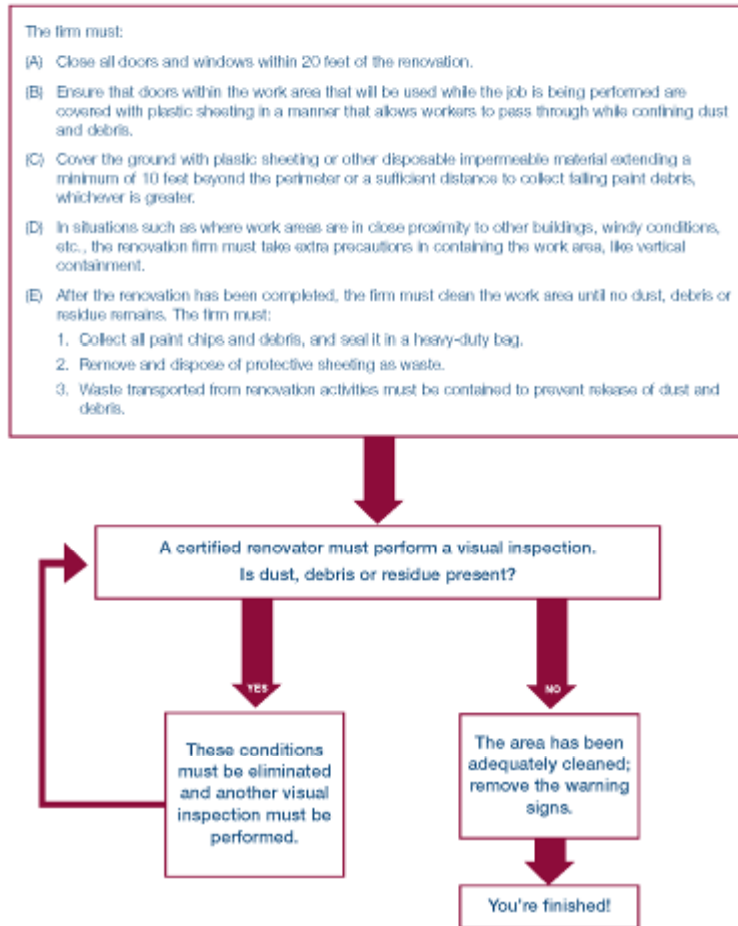 The firm must:
(A) Close all doors and windows within 20 feet of the renovation.
(B) Ensure that doors within the work area that will be used while the job is being performed are
covered with plastic sheeting in a manner that allows workers to pass through while confining dust
and debris.
(C) Cover the ground with plastic sheeting or other disposable impermeable material extending a
minimum of 10 feet beyond the perimeter or a sufficient distance to collect falling paint debris,
whichever is greater.
(D) In situations such as where work areas are in close proximity to other buildings, windy conditions,
etc., the renovation firm must take extra precautions in containing the work area, like vertical
containment.
(E) After the renovation has been completed, the firm must clean the work area until no dust, debris or
residue remains. The firm must:
1. Collect all paint chips and debris, and seal it in a heavy-duty bag.
2. Remove and dispose of protective sheeting as waste.
3. Waste transported from renovation activities must be contained to prevent release of dust and
debris.
A certified renovator must perform a visual inspection.
Is dust, debris or residue present?
YES
NO
These conditions
must be eliminated
and another visual
inspection must be
performed.
The area has been
adequately cleaned;
remove the warning
signs.
You're finished!